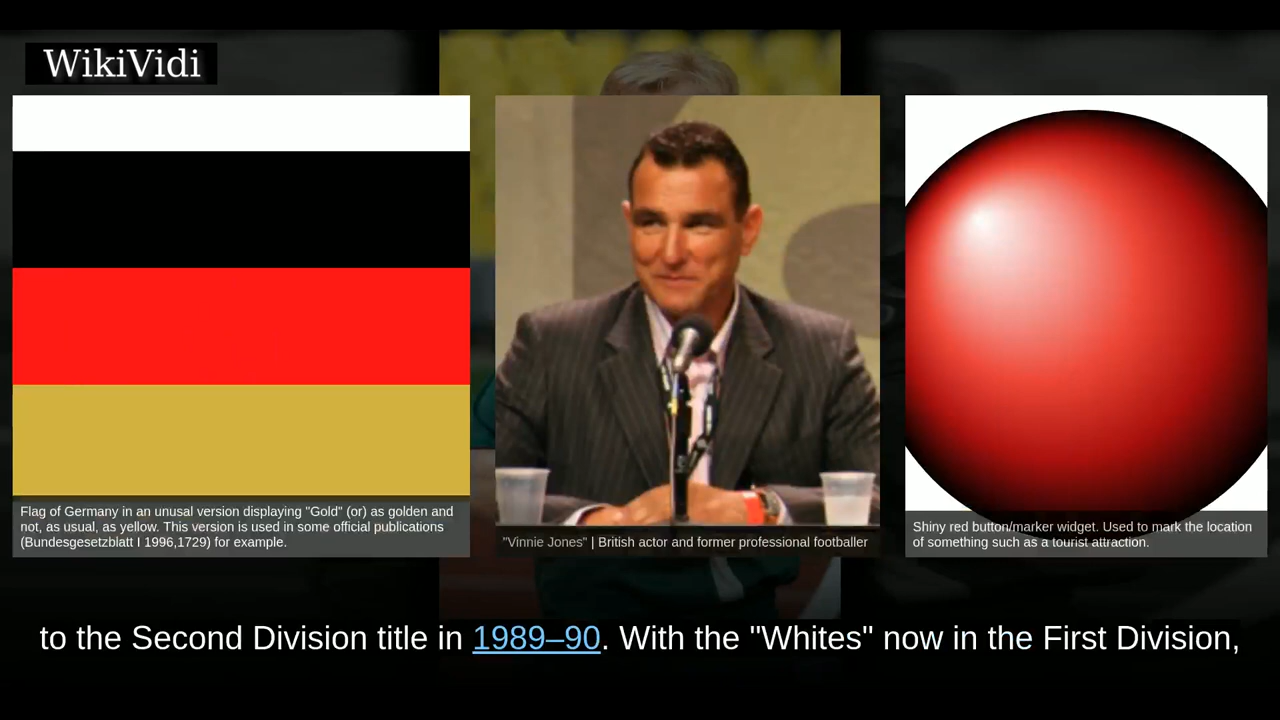 WikiVidi
Flag of Germany in an unusual version displaying "Gold" (or) as golden and
not, as usual, as yellow. This version is used in some official publications
(Bundesgesetzblatt I 1996,1729) for example.
"Vinnie Jones" | British actor and former professional footballer
Shiny red button/marker widget. Used to mark the location
of something such as a tourist attraction.
to the Second Division title in 1989–90. With the "Whites" now in the First Division,